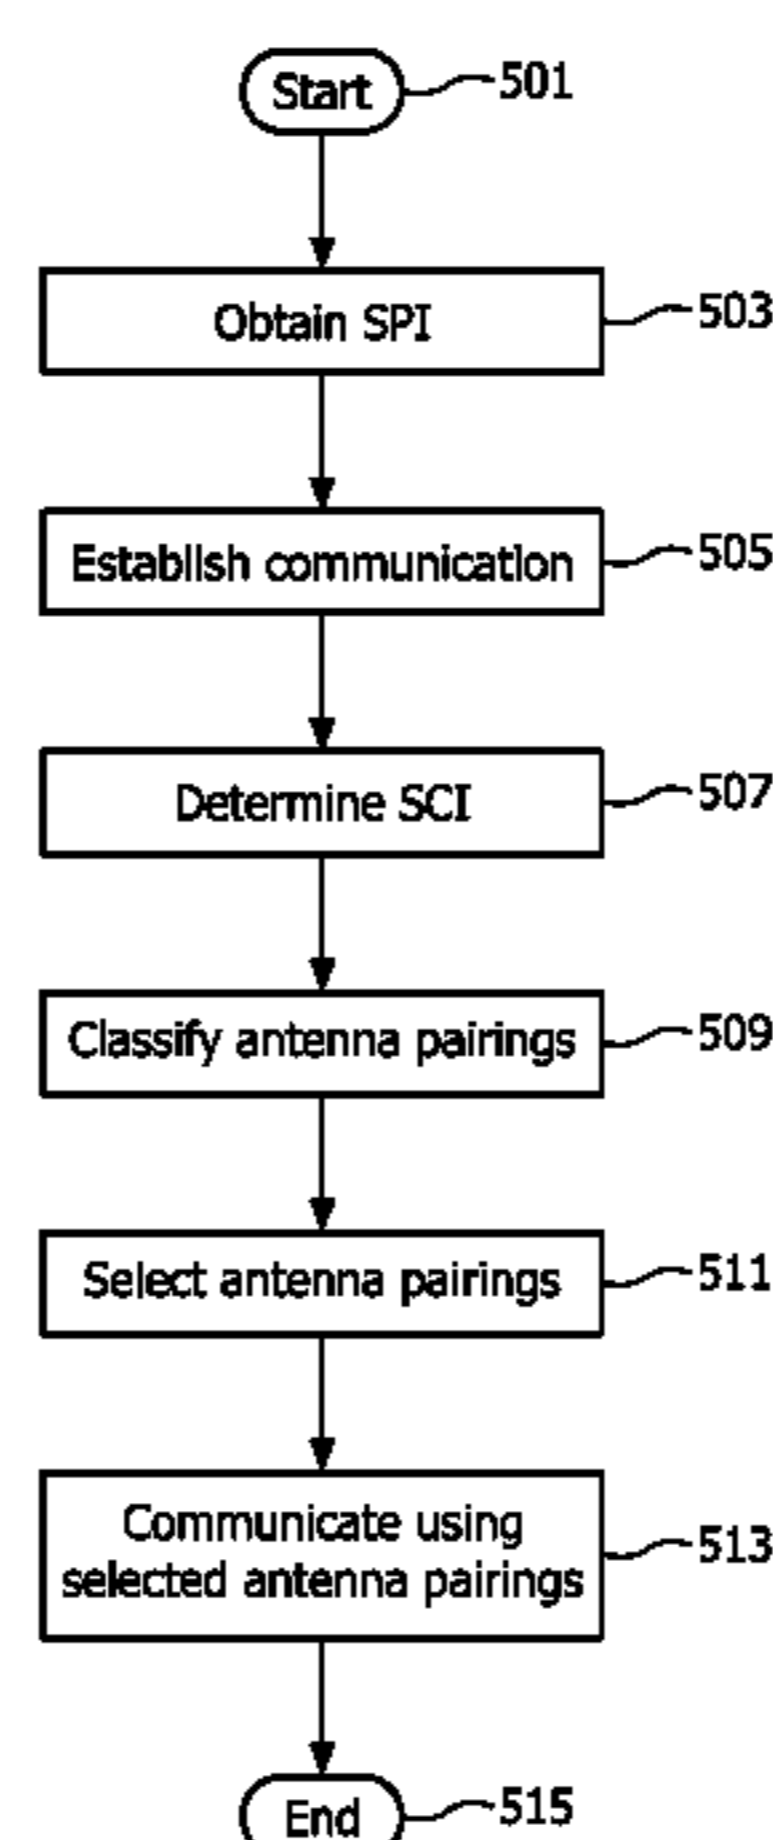 Start 501
Obtain SPI 503
Establish communication 505
Determine SCI 507
Classify antenna pairings 509
Select antenna pairings 511
Communicate using
selected antenna pairings 513
End 515